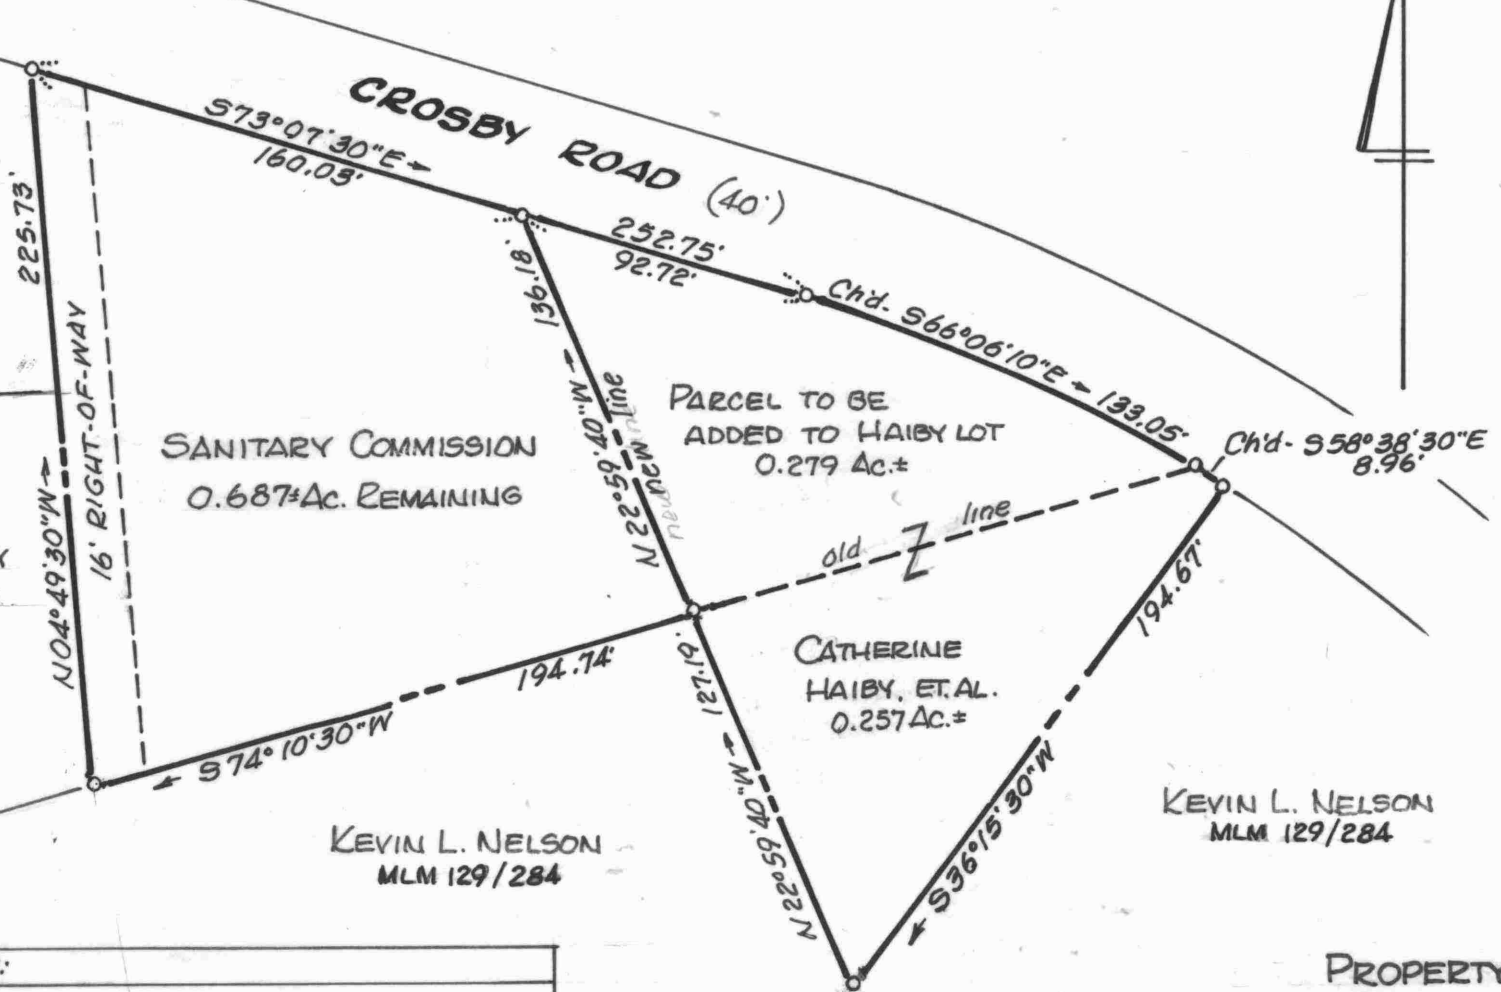 CROSBY ROAD (40')
S73°07'30"E
160.03'
252.75'
92.72'
Ch'd- S66°06'10"E 133.05'
Ch'd- S58°38'30"E
8.96'
225.73'
N04°49'30"W
16' RIGHT-OF-WAY
136.18'
N22°59'40"W
new line
SANITARY COMMISSION
0.687±Ac. REMAINING
PARCEL TO BE
ADDED TO HAIBY LOT
0.279 Ac.±
old Z line
194.67'
S36°15'30"W
194.74'
S74°10'30"W
127.19'
N22°59'40"W
CATHERINE
HAIBY, ET.AL.
0.257Ac.±
KEVIN L. NELSON
MLM 129/284
KEVIN L. NELSON
MLM 129/284
PROPERTY